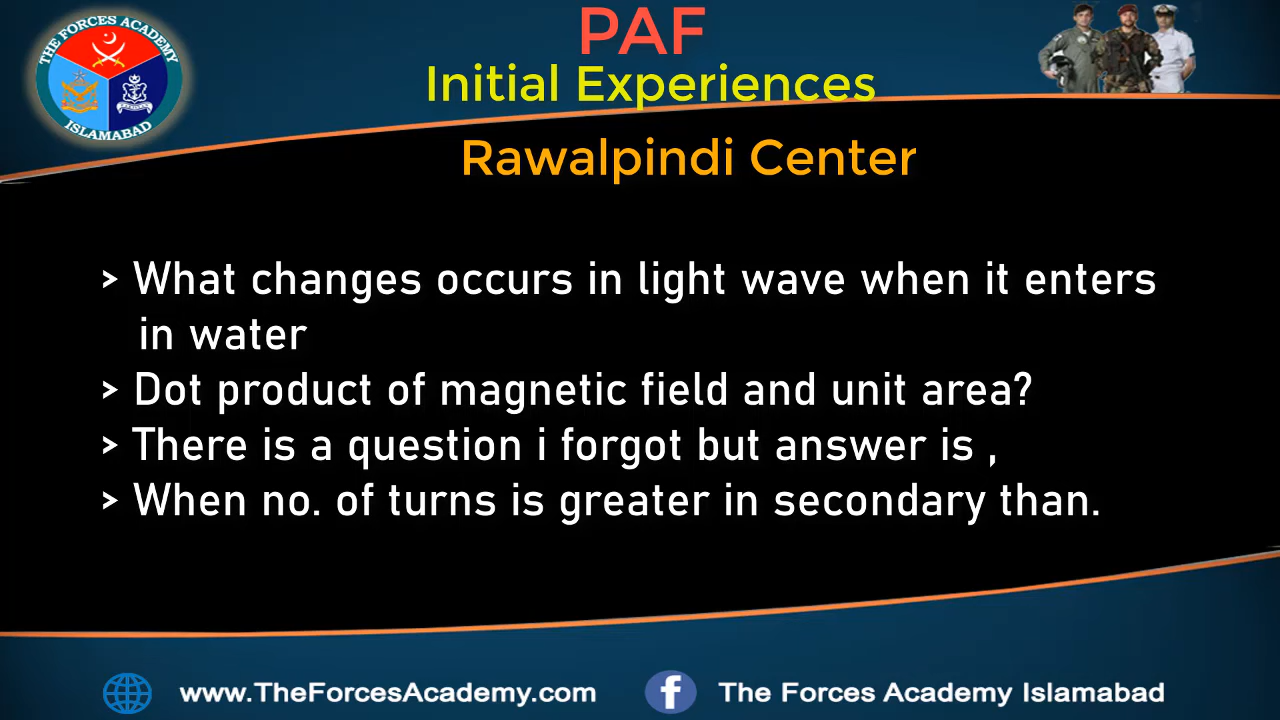 THE FORCES ACADEMY
ISLAMABAD
PAF
Initial Experiences
Rawalpindi Center
> What changes occurs in light wave when it enters
in water
> Dot product of magnetic field and unit area?
> There is a question i forgot but answer is ,
> When no. of turns is greater in secondary than.
www.TheForcesAcademy.com
f
The Forces Academy Islamabad